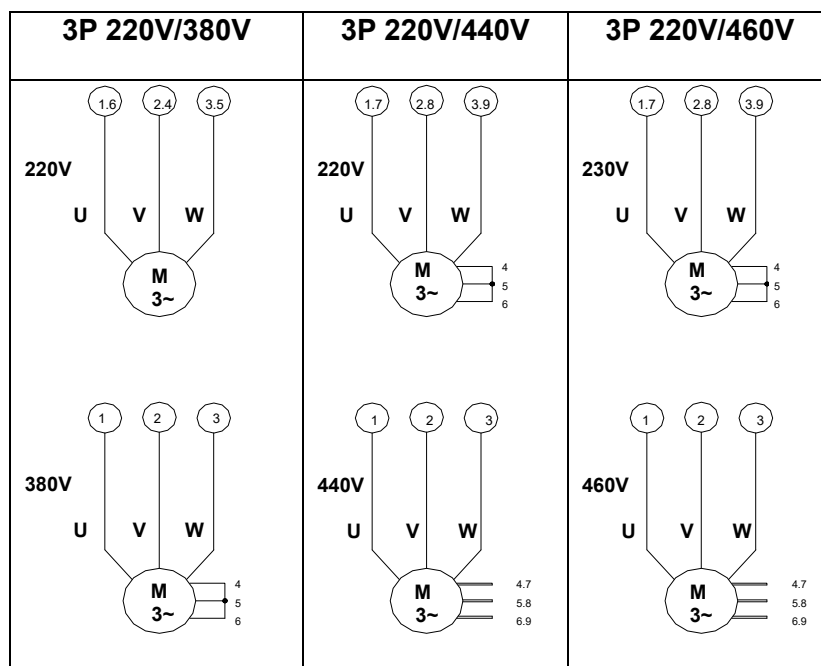 3P 220V/380V 3P 220V/440V 3P 220V/460V
1.6 2.4 3.5 1.7 2.8 3.9 1.7 2.8 3.9
220V 220V 230V
U V W U V W U V W
M M M
3~ 3~ 3~
4 4
5 5
6 6
1 2 3 1 2 3 1 2 3
380V 440V 460V
U V W U V W U V W
M M M
3~ 3~ 3~
4 4.7 4.7
5 5.8 5.8
6 6.9 6.9